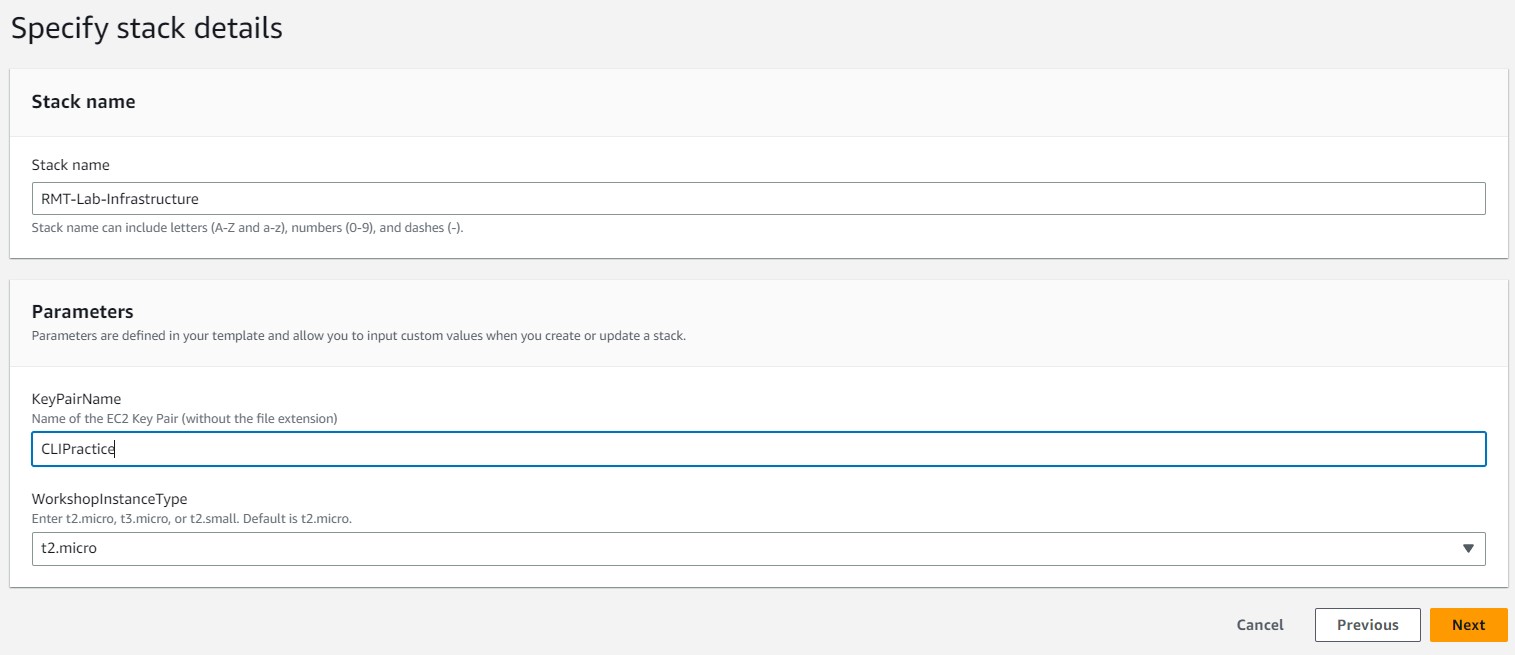 Specify stack details
Stack name
Stack name
RMT-Lab-Infrastructure
Stack name can include letters (A-Z and a-z), numbers (0-9), and dashes (-).
Parameters
Parameters are defined in your template and allow you to input custom values when you create or update a stack.
KeyPairName
Name of the EC2 Key Pair (without the file extension)
CLIPractice
WorkshopInstanceType
Enter t2.micro, t3.micro, or t2.small. Default is t2.micro.
t2.micro
Cancel Previous Next